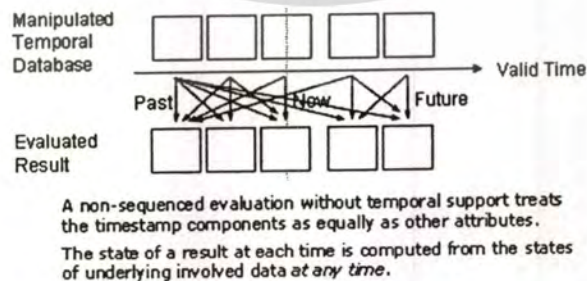 Manipulated
Temporal
Database
Valid Time
Past
Now
Future
Evaluated
Result
A non-sequenced evaluation without temporal support treats
the timestamp components as equally as other attributes.
The state of a result at each time is computed from the states
of underlying involved data at any time.